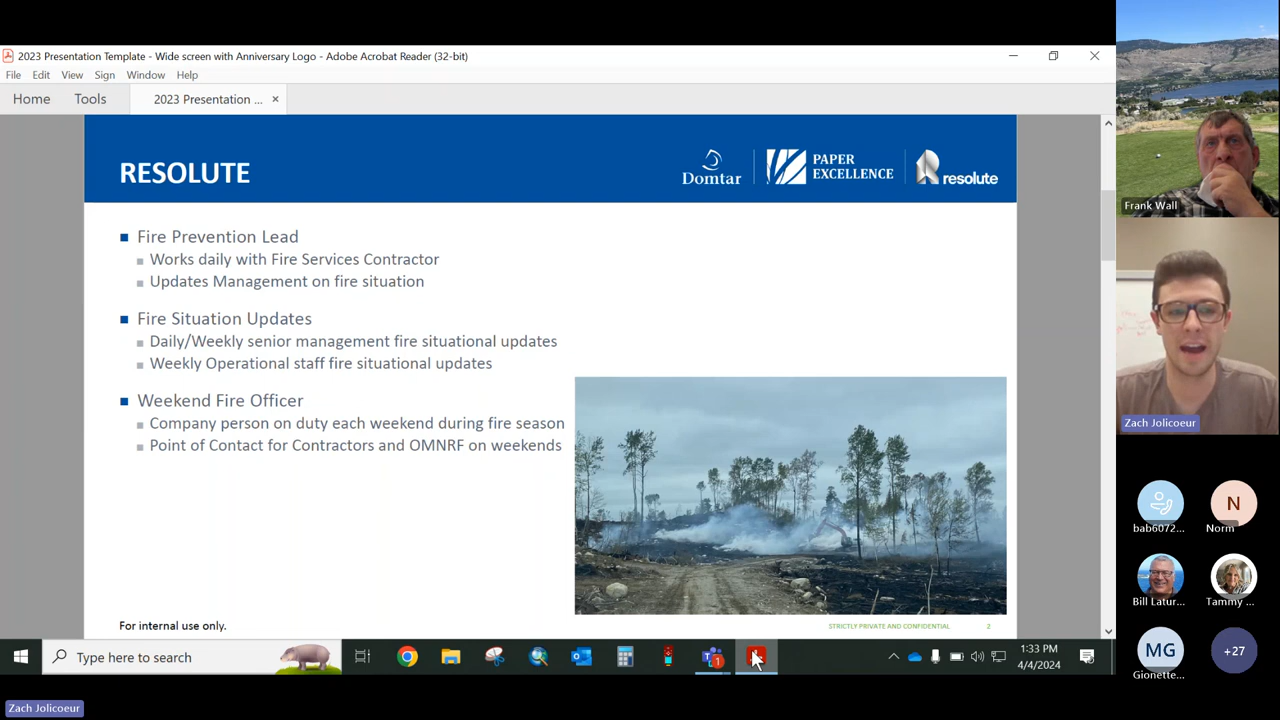 2023 Presentation Template - Wide screen with Anniversary Logo - Adobe Acrobat Reader (32-bit)
File Edit View Sign Window Help
Home Tools 2023 Presentation ... ×
RESOLUTE
Domtar
PAPER
EXCELLENCE
resolute
Fire Prevention Lead
Works daily with Fire Services Contractor
Updates Management on fire situation
Fire Situation Updates
Daily/Weekly senior management fire situational updates
Weekly Operational staff fire situational updates
Weekend Fire Officer
Company person on duty each weekend during fire season
Point of Contact for Contractors and OMNRF on weekends
For internal use only.
STRICTLY PRIVATE AND CONFIDENTIAL 2
Type here to search
1
1:33 PM
4/4/2024
Frank Wall
Zach Jolicoeur
bab6072...
N
Norm
Bill Latur...
Tammy ...
MG
Gionette...
+27
Zach Jolicoeur